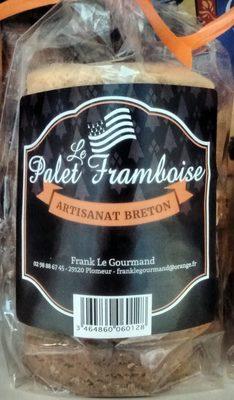 Le
Palet Framboise
ARTISANAT BRETON
Frank Le Gourmand
02 98 88 67 45 - 29120 Plomeur - franklegourmand@orange.fr
3 464860 060128